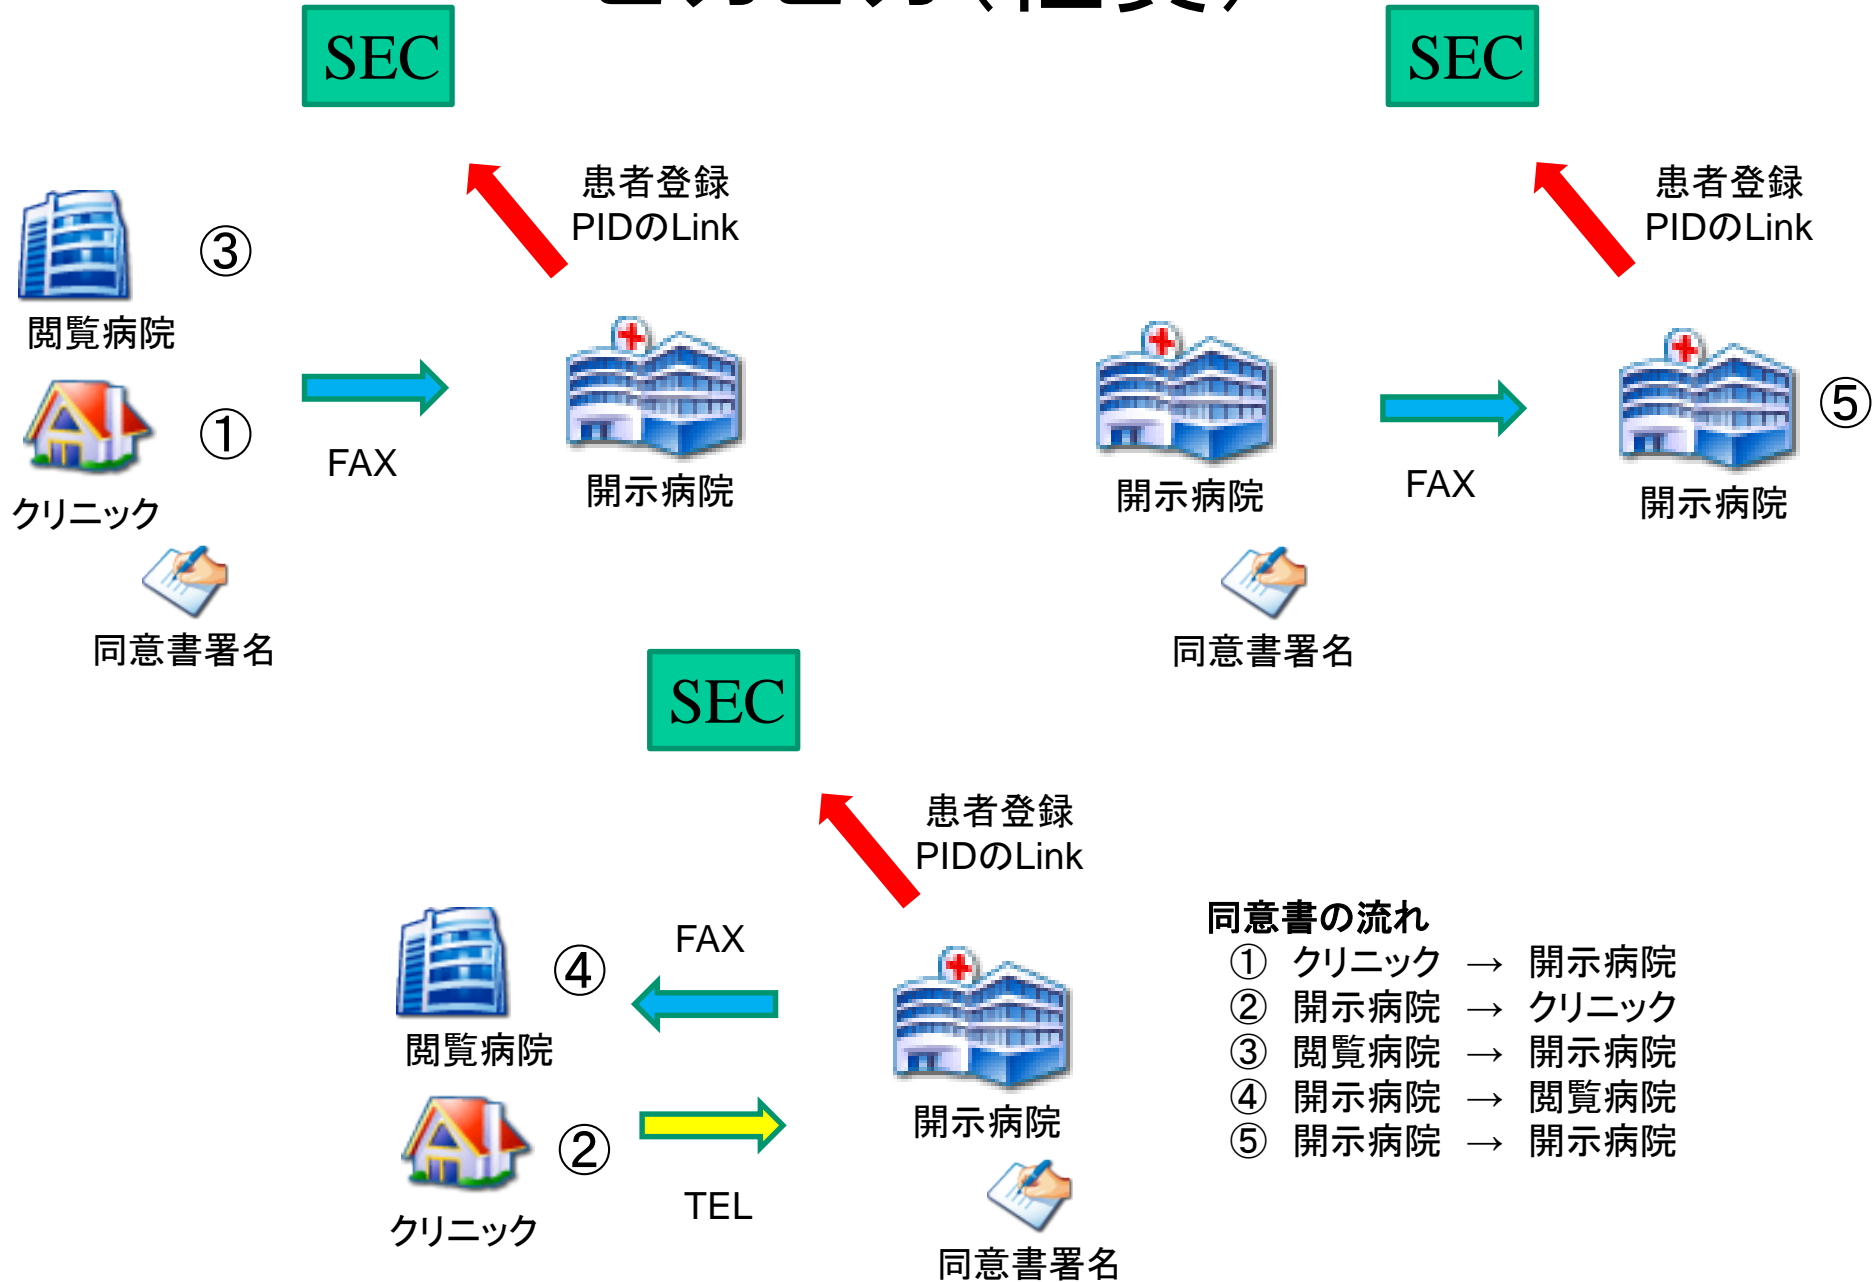 SEC
患者登録
PIDのLink
③
閲覧病院
①
FAX
クリニック
開示病院
同意書署名
SEC
患者登録
PIDのLink
開示病院
FAX
開示病院
⑤
同意書署名
SEC
患者登録
PIDのLink
④
FAX
閲覧病院
②
TEL
クリニック
開示病院
同意書署名
同意書の流れ
① クリニック → 開示病院
② 開示病院 → クリニック
③ 閲覧病院 → 開示病院
④ 開示病院 → 閲覧病院
⑤ 開示病院 → 開示病院